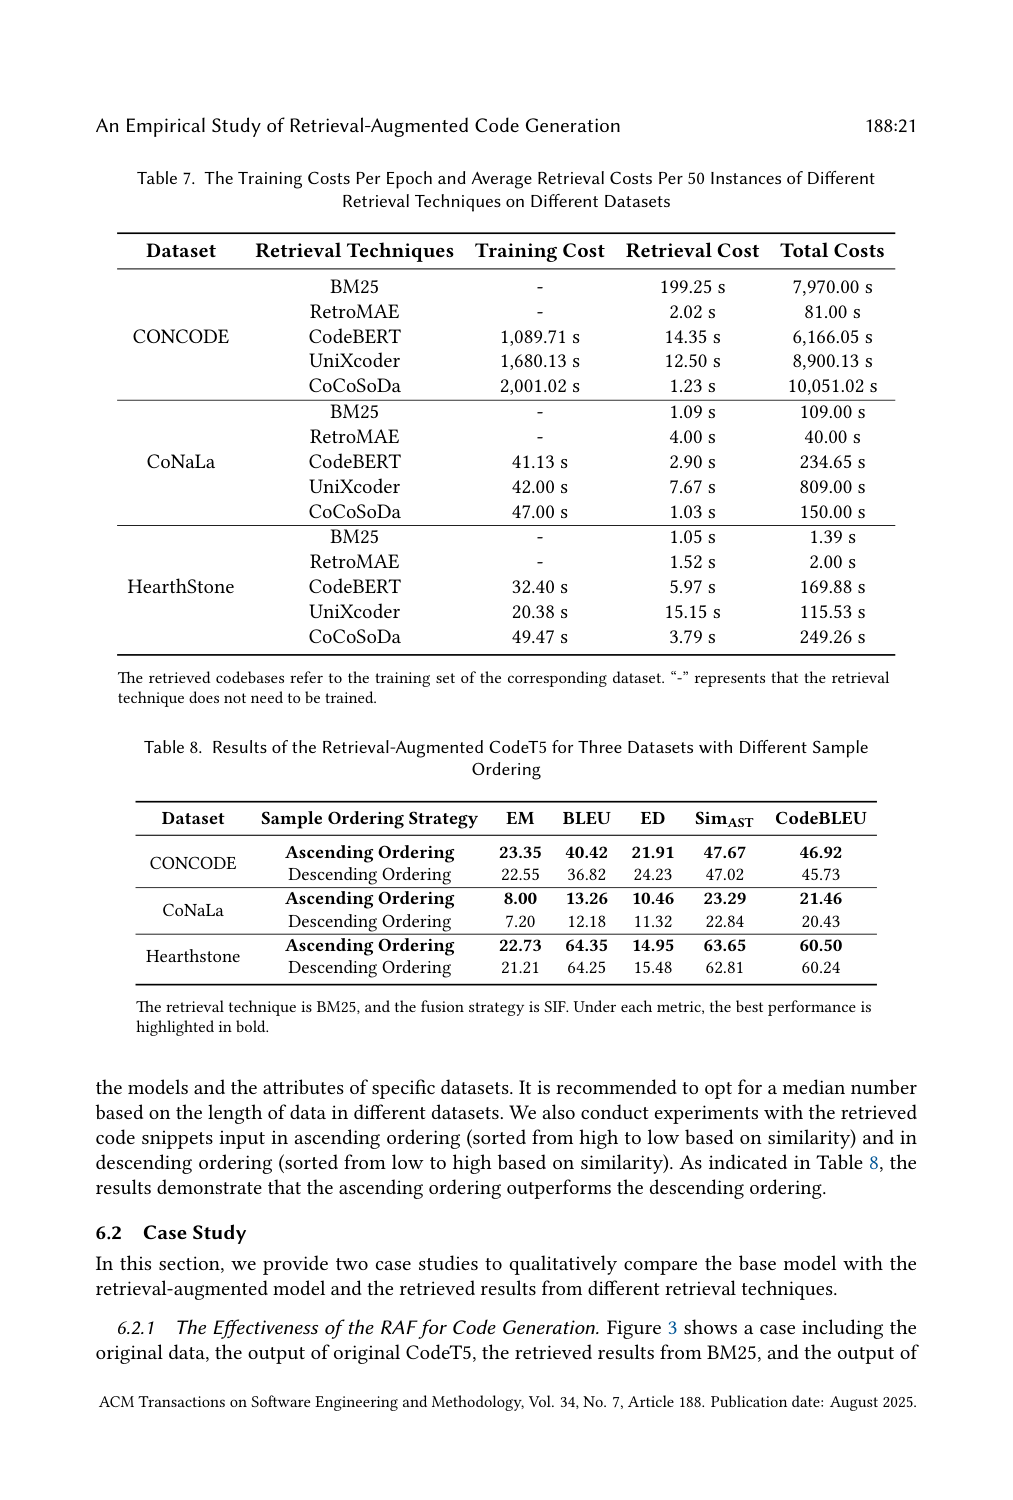 An Empirical Study of Retrieval-Augmented Code Generation 188:21
Table 7. The Training Costs Per Epoch and Average Retrieval Costs Per 50 Instances of Different
Retrieval Techniques on Different Datasets
Dataset Retrieval Techniques Training Cost Retrieval Cost Total Costs
BM25 - 199.25 s 7,970.00 s
RetroMAE - 2.02 s 81.00 s
CONCODE CodeBERT 1,089.71 s 14.35 s 6,166.05 s
UniXcoder 1,680.13 s 12.50 s 8,900.13 s
CoCoSoDa 2,001.02 s 1.23 s 10,051.02 s
BM25 - 1.09 s 109.00 s
RetroMAE - 4.00 s 40.00 s
CoNaLa CodeBERT 41.13 s 2.90 s 234.65 s
UniXcoder 42.00 s 7.67 s 809.00 s
CoCoSoDa 47.00 s 1.03 s 150.00 s
BM25 - 1.05 s 1.39 s
RetroMAE - 1.52 s 2.00 s
HearthStone CodeBERT 32.40 s 5.97 s 169.88 s
UniXcoder 20.38 s 15.15 s 115.53 s
CoCoSoDa 49.47 s 3.79 s 249.26 s
The retrieved codebases refer to the training set of the corresponding dataset. “-” represents that the retrieval
technique does not need to be trained.
Table 8. Results of the Retrieval-Augmented CodeT5 for Three Datasets with Different Sample
Ordering
Dataset Sample Ordering Strategy EM BLEU ED SimAST CodeBLEU
CONCODE Ascending Ordering 23.35 40.42 21.91 47.67 46.92
Descending Ordering 22.55 36.82 24.23 47.02 45.73
CoNaLa Ascending Ordering 8.00 13.26 10.46 23.29 21.46
Descending Ordering 7.20 12.18 11.32 22.84 20.43
Hearthstone Ascending Ordering 22.73 64.35 14.95 63.65 60.50
Descending Ordering 21.21 64.25 15.48 62.81 60.24
The retrieval technique is BM25, and the fusion strategy is SIF. Under each metric, the best performance is
highlighted in bold.
the models and the attributes of specific datasets. It is recommended to opt for a median number
based on the length of data in different datasets. We also conduct experiments with the retrieved
code snippets input in ascending ordering (sorted from high to low based on similarity) and in
descending ordering (sorted from low to high based on similarity). As indicated in Table 8, the
results demonstrate that the ascending ordering outperforms the descending ordering.
6.2 Case Study
In this section, we provide two case studies to qualitatively compare the base model with the
retrieval-augmented model and the retrieved results from different retrieval techniques.
6.2.1 The Effectiveness of the RAF for Code Generation. Figure 3 shows a case including the
original data, the output of original CodeT5, the retrieved results from BM25, and the output of
ACM Transactions on Software Engineering and Methodology, Vol. 34, No. 7, Article 188. Publication date: August 2025.